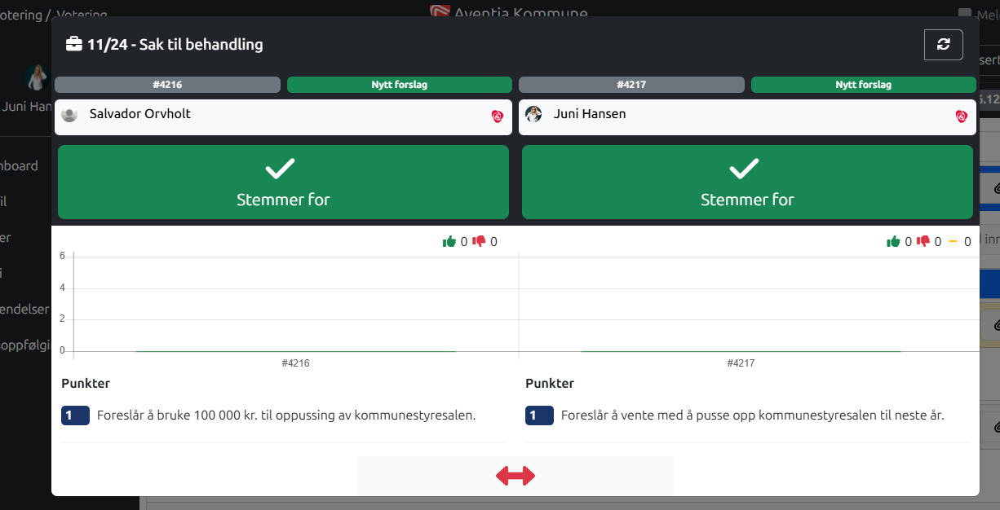 otering / Votering
Aventia Kommune
Mel
11/24 - Sak til behandling
#4216
Nytt forslag
#4217
Nytt forslag
Salvador Orvholt
Juni Hansen
Stemmer for
Stemmer for
0 0
0 0 0
6
4
2
0
#4216
#4217
Punkter
1 Foreslår å bruke 100 000 kr. til oppussing av kommunestyresalen.
Punkter
1 Foreslår å vente med å pusse opp kommunestyresalen til neste år.
Juni Han
nboard
il
er
i
endelser
soppfølgi
sert
5.12
inr